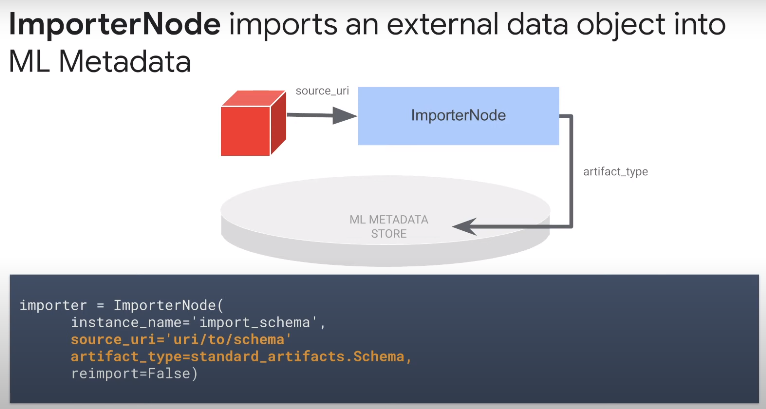 ImporterNode imports an external data object into
ML Metadata
source_uri
ImporterNode
artifact_type
ML METADATA
STORE
importer = ImporterNode(
instance_name='import_schema',
source_uri='uri/to/schema'
artifact_type=standard_artifacts.Schema,
reimport=False)